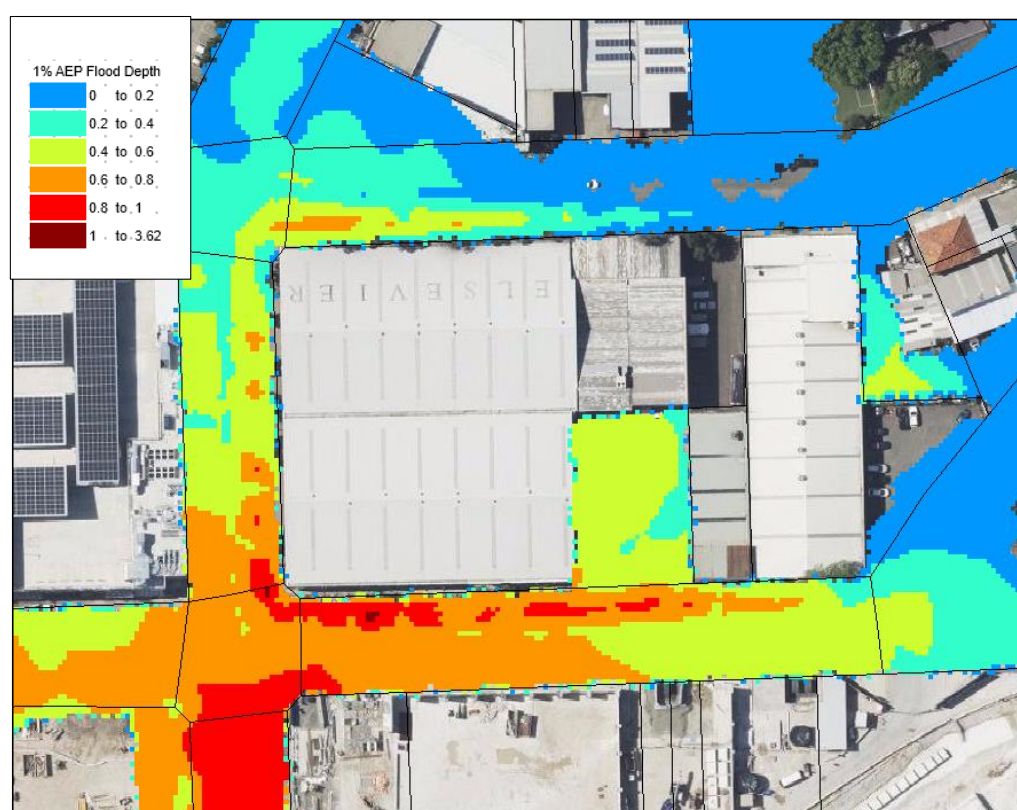 1% AEP Flood Depth
0 to 0.2
0.2 to 0.4
0.4 to 0.6
0.6 to 0.8
0.8 to 1
1 to 3.62
ELSEVIER